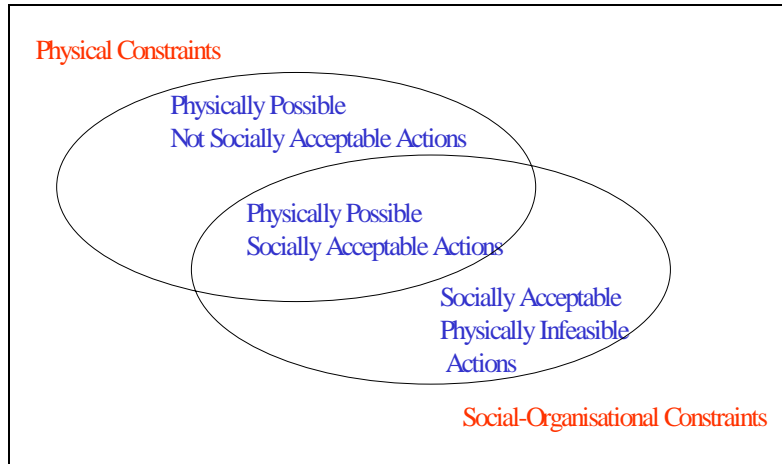 Physical Constraints
Physically Possible
Not Socially Acceptable Actions
Physically Possible
Socially Acceptable Actions
Socially Acceptable
Physically Infeasible
Actions
Social-Organisational Constraints